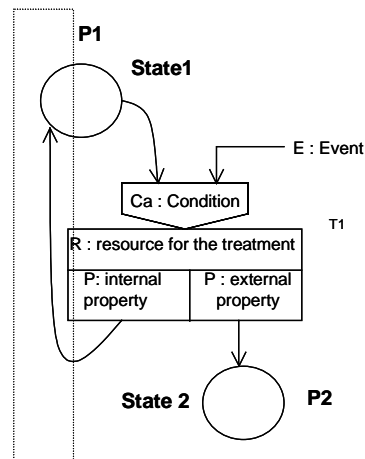 P1
State1
E : Event
Ca : Condition
T1
R : resource for the treatment
P: internal
property
P : external
property
State 2
P2